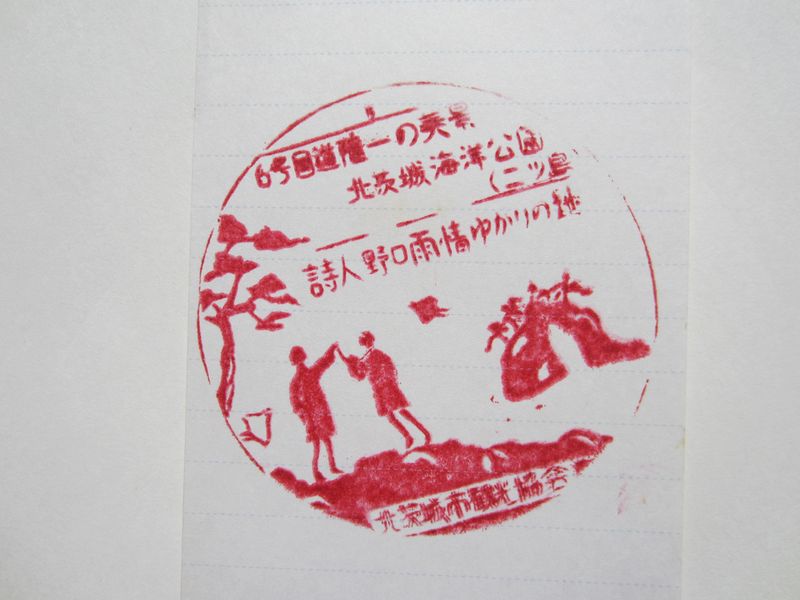 6号国道随一の美景
北茨城海洋公園
(二ツ島
詩人野口雨情ゆかりの地
北茨城市観光協会